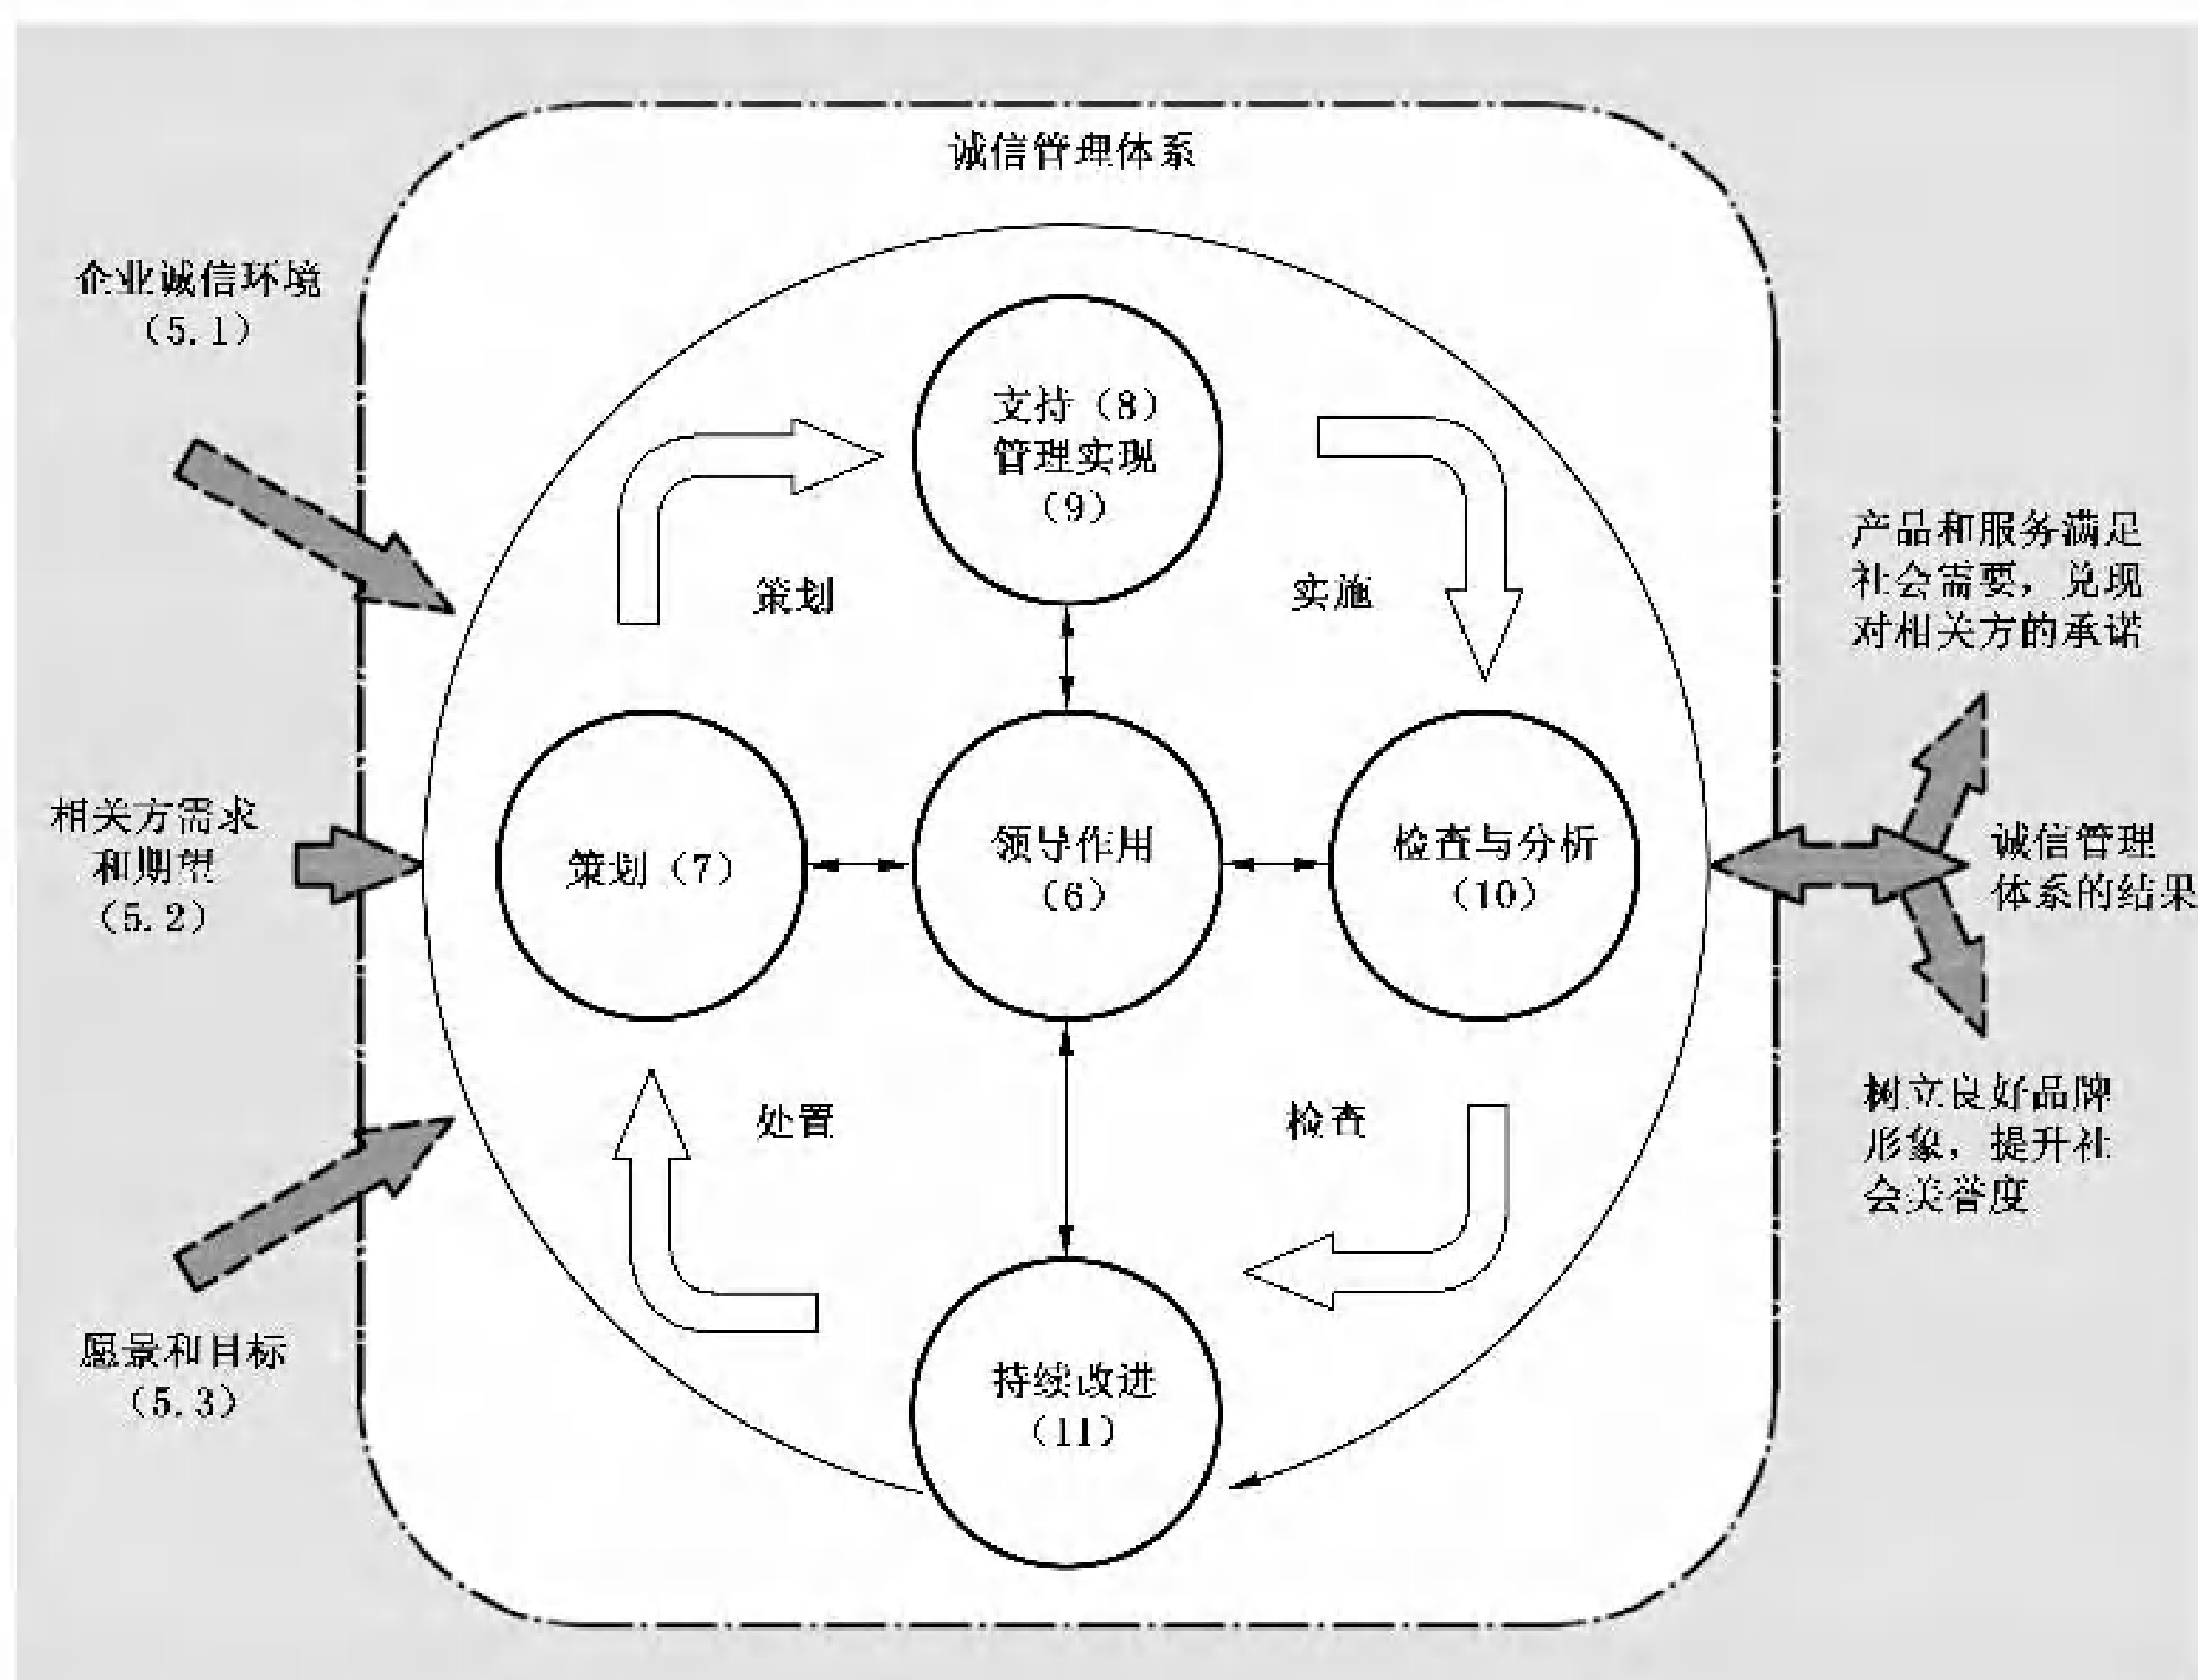 诚信管理体系
企业诚信环境
（5.1）
支持（8）
管理实现
（9）
策划
实施
产品和服务满足
社会需要，兑现
对相关方的承诺
相关方需求
和期望
（5.2）
策划（7）
领导作用
（6）
检查与分析
（10）
诚信管理
体系的结果
处置
检查
树立良好品牌
形象，提升社
会美誉度
愿景和目标
（5.3）
持续改进
（11）